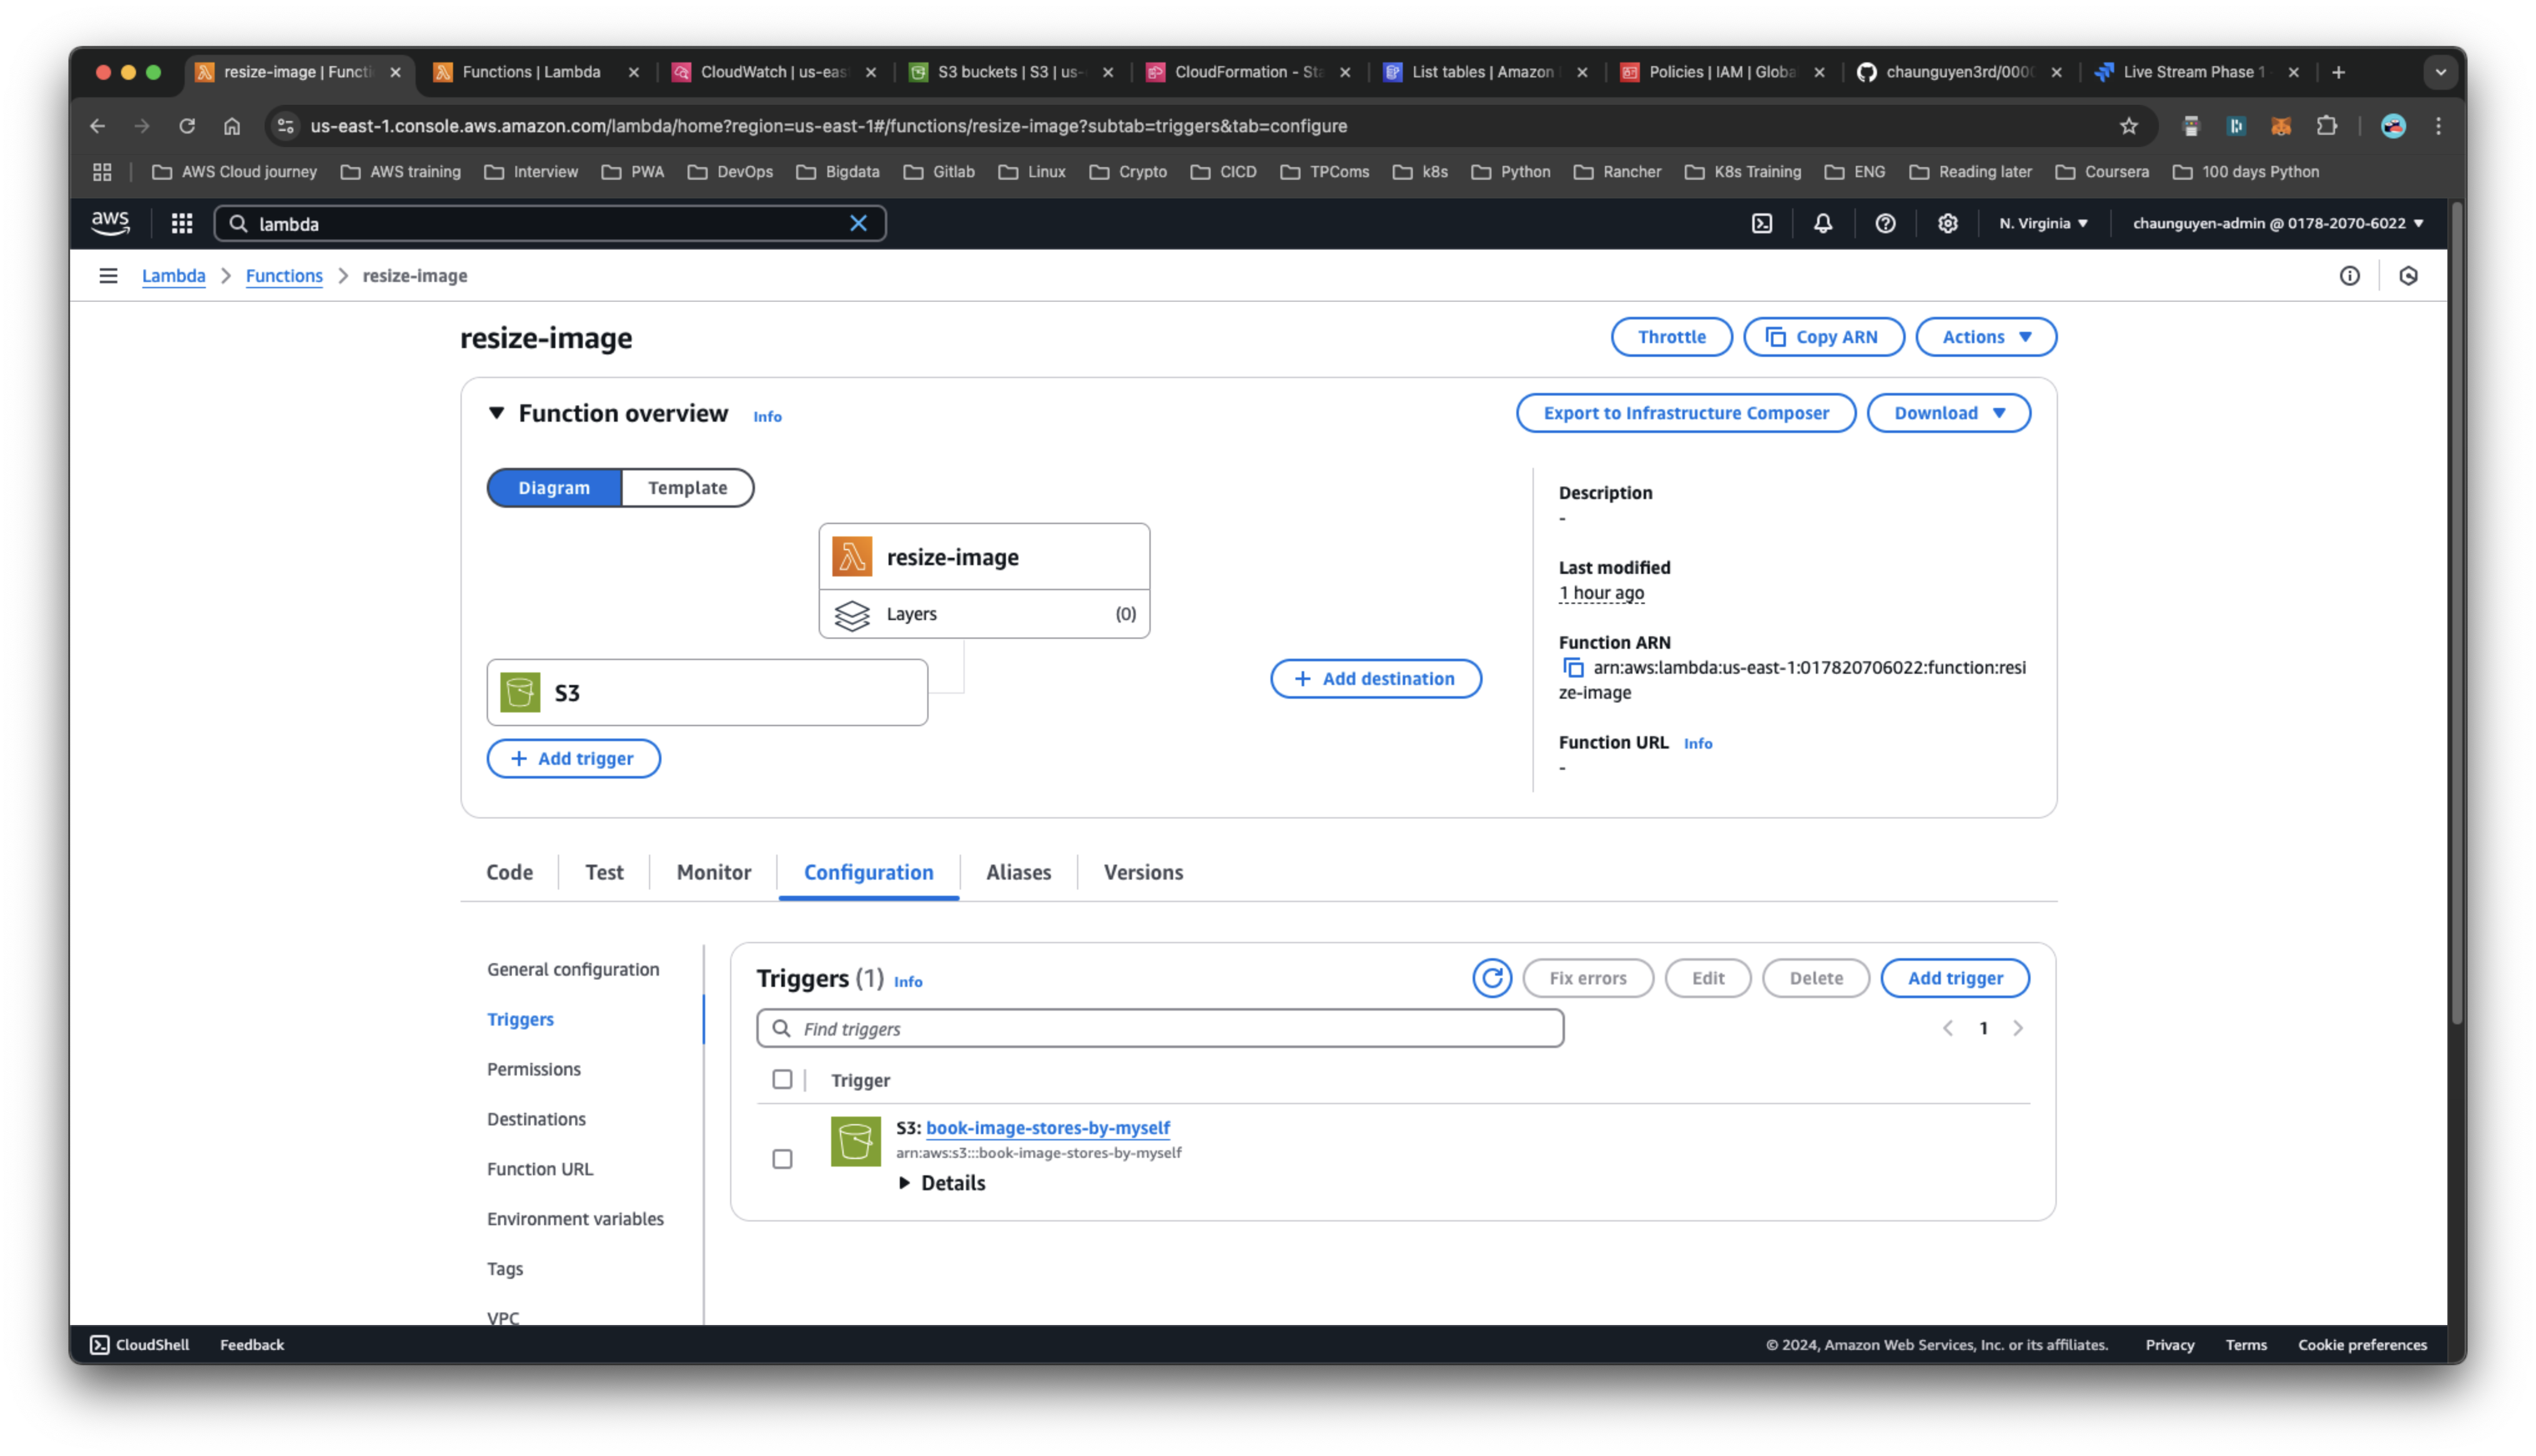 resize-image | Functi
Functions | Lambda
CloudWatch | us-eas
S3 buckets | S3 | us-
CloudFormation - Sta
List tables | Amazon
Policies | IAM | Globa
chaunguyen3rd/000
Live Stream Phase 1
us-east-1.console.aws.amazon.com/lambda/home?region=us-east-1#/functions/resize-image?subtab=triggers&tab=configure
AWS Cloud journey
AWS training
Interview
PWA
DevOps
Bigdata
Gitlab
Linux
Crypto
CICD
TPComs
k8s
Python
Rancher
K8s Training
ENG
Reading later
Coursera
100 days Python
aws
lambda
N. Virginia
chaunguyen-admin @ 0178-2070-6022
Lambda > Functions > resize-image
resize-image
Throttle
Copy ARN
Actions
Function overview Info
Export to Infrastructure Composer
Download
Diagram
Template
resize-image
Layers (0)
S3
+ Add trigger
+ Add destination
Description
-
Last modified
1 hour ago
Function ARN
arn:aws:lambda:us-east-1:017820706022:function:resi
ze-image
Function URL Info
-
Code
Test
Monitor
Configuration
Aliases
Versions
General configuration
Triggers
Permissions
Destinations
Function URL
Environment variables
Tags
VPC
Triggers (1) Info
Fix errors
Edit
Delete
Add trigger
Find triggers
1
Trigger
S3: book-image-stores-by-myself
arn:aws:s3:::book-image-stores-by-myself
Details
CloudShell
Feedback
© 2024, Amazon Web Services, Inc. or its affiliates.
Privacy
Terms
Cookie preferences